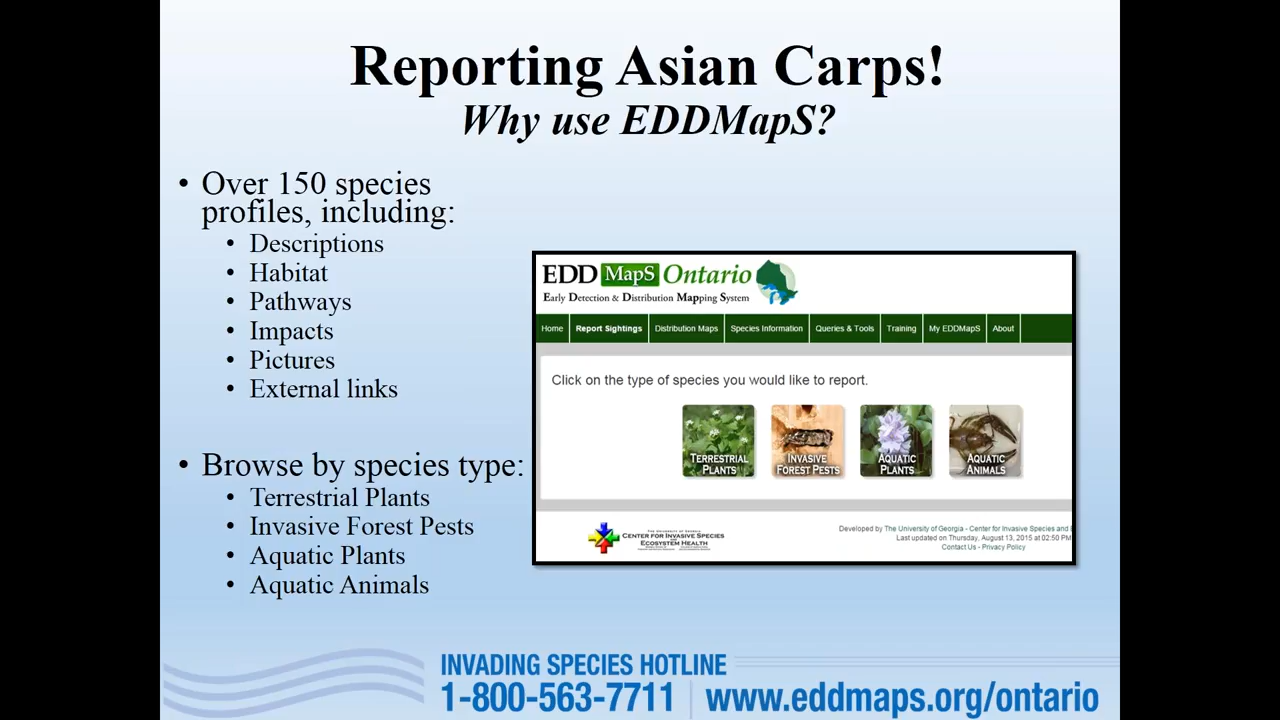 Reporting Asian Carps!
Why use EDDMapS?
• Over 150 species
profiles, including:
• Descriptions
• Habitat
• Pathways
• Impacts
• Pictures
• External links
• Browse by species type:
• Terrestrial Plants
• Invasive Forest Pests
• Aquatic Plants
• Aquatic Animals
EDD MapS Ontario
Early Detection & Distribution Mapping System
Home Report Sightings Distribution Maps Species Information Queries & Tools Training My EDDMapS About
Click on the type of species you would like to report.
TERRESTRIAL PLANTS
INVASIVE FOREST PESTS
AQUATIC PLANTS
AQUATIC ANIMALS
THE UNIVERSITY OF GEORGIA
CENTER FOR INVASIVE SPECIES
ECOSYSTEM HEALTH
Developed by The University of Georgia - Center for Invasive Species and
Last updated on Thursday, August 13, 2015 at 02:50 PM
Contact Us - Privacy Policy
INVADING SPECIES HOTLINE
1-800-563-7711 | www.eddmaps.org/ontario